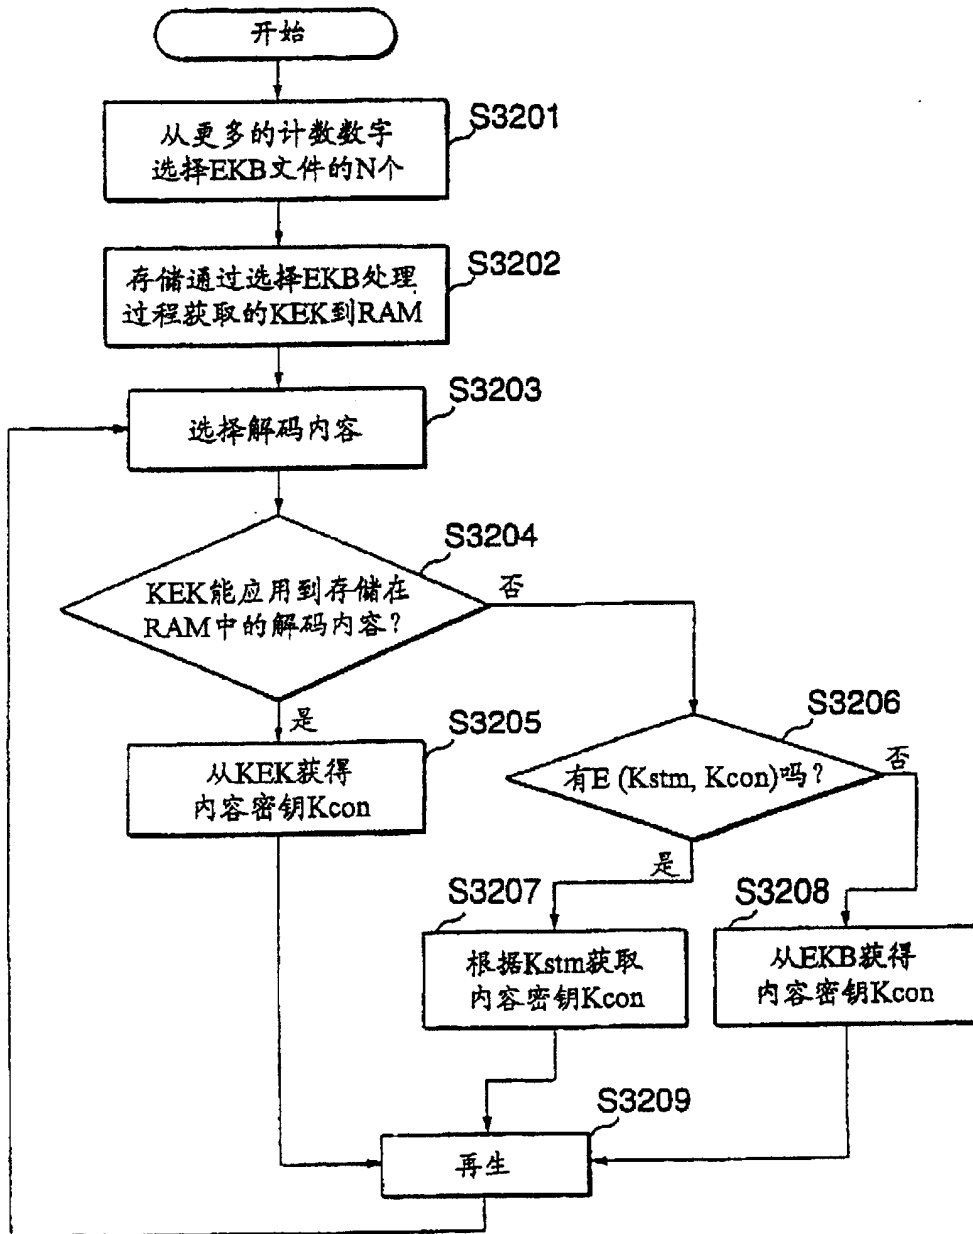 开始
S3201
从更多的计数数字
选择EKB文件的N个
S3202
存储通过选择EKB处理
过程获取的KEK到RAM
S3203
选择解码内容
S3204
KEK能应用到存储在
RAM中的解码内容？
否
是
S3205
从KEK获得
内容密钥Kcon
S3206
有E (Kstm, Kcon)吗？
否
是
S3207
根据Kstm获取
内容密钥Kcon
S3208
从EKB获得
内容密钥Kcon
S3209
再生